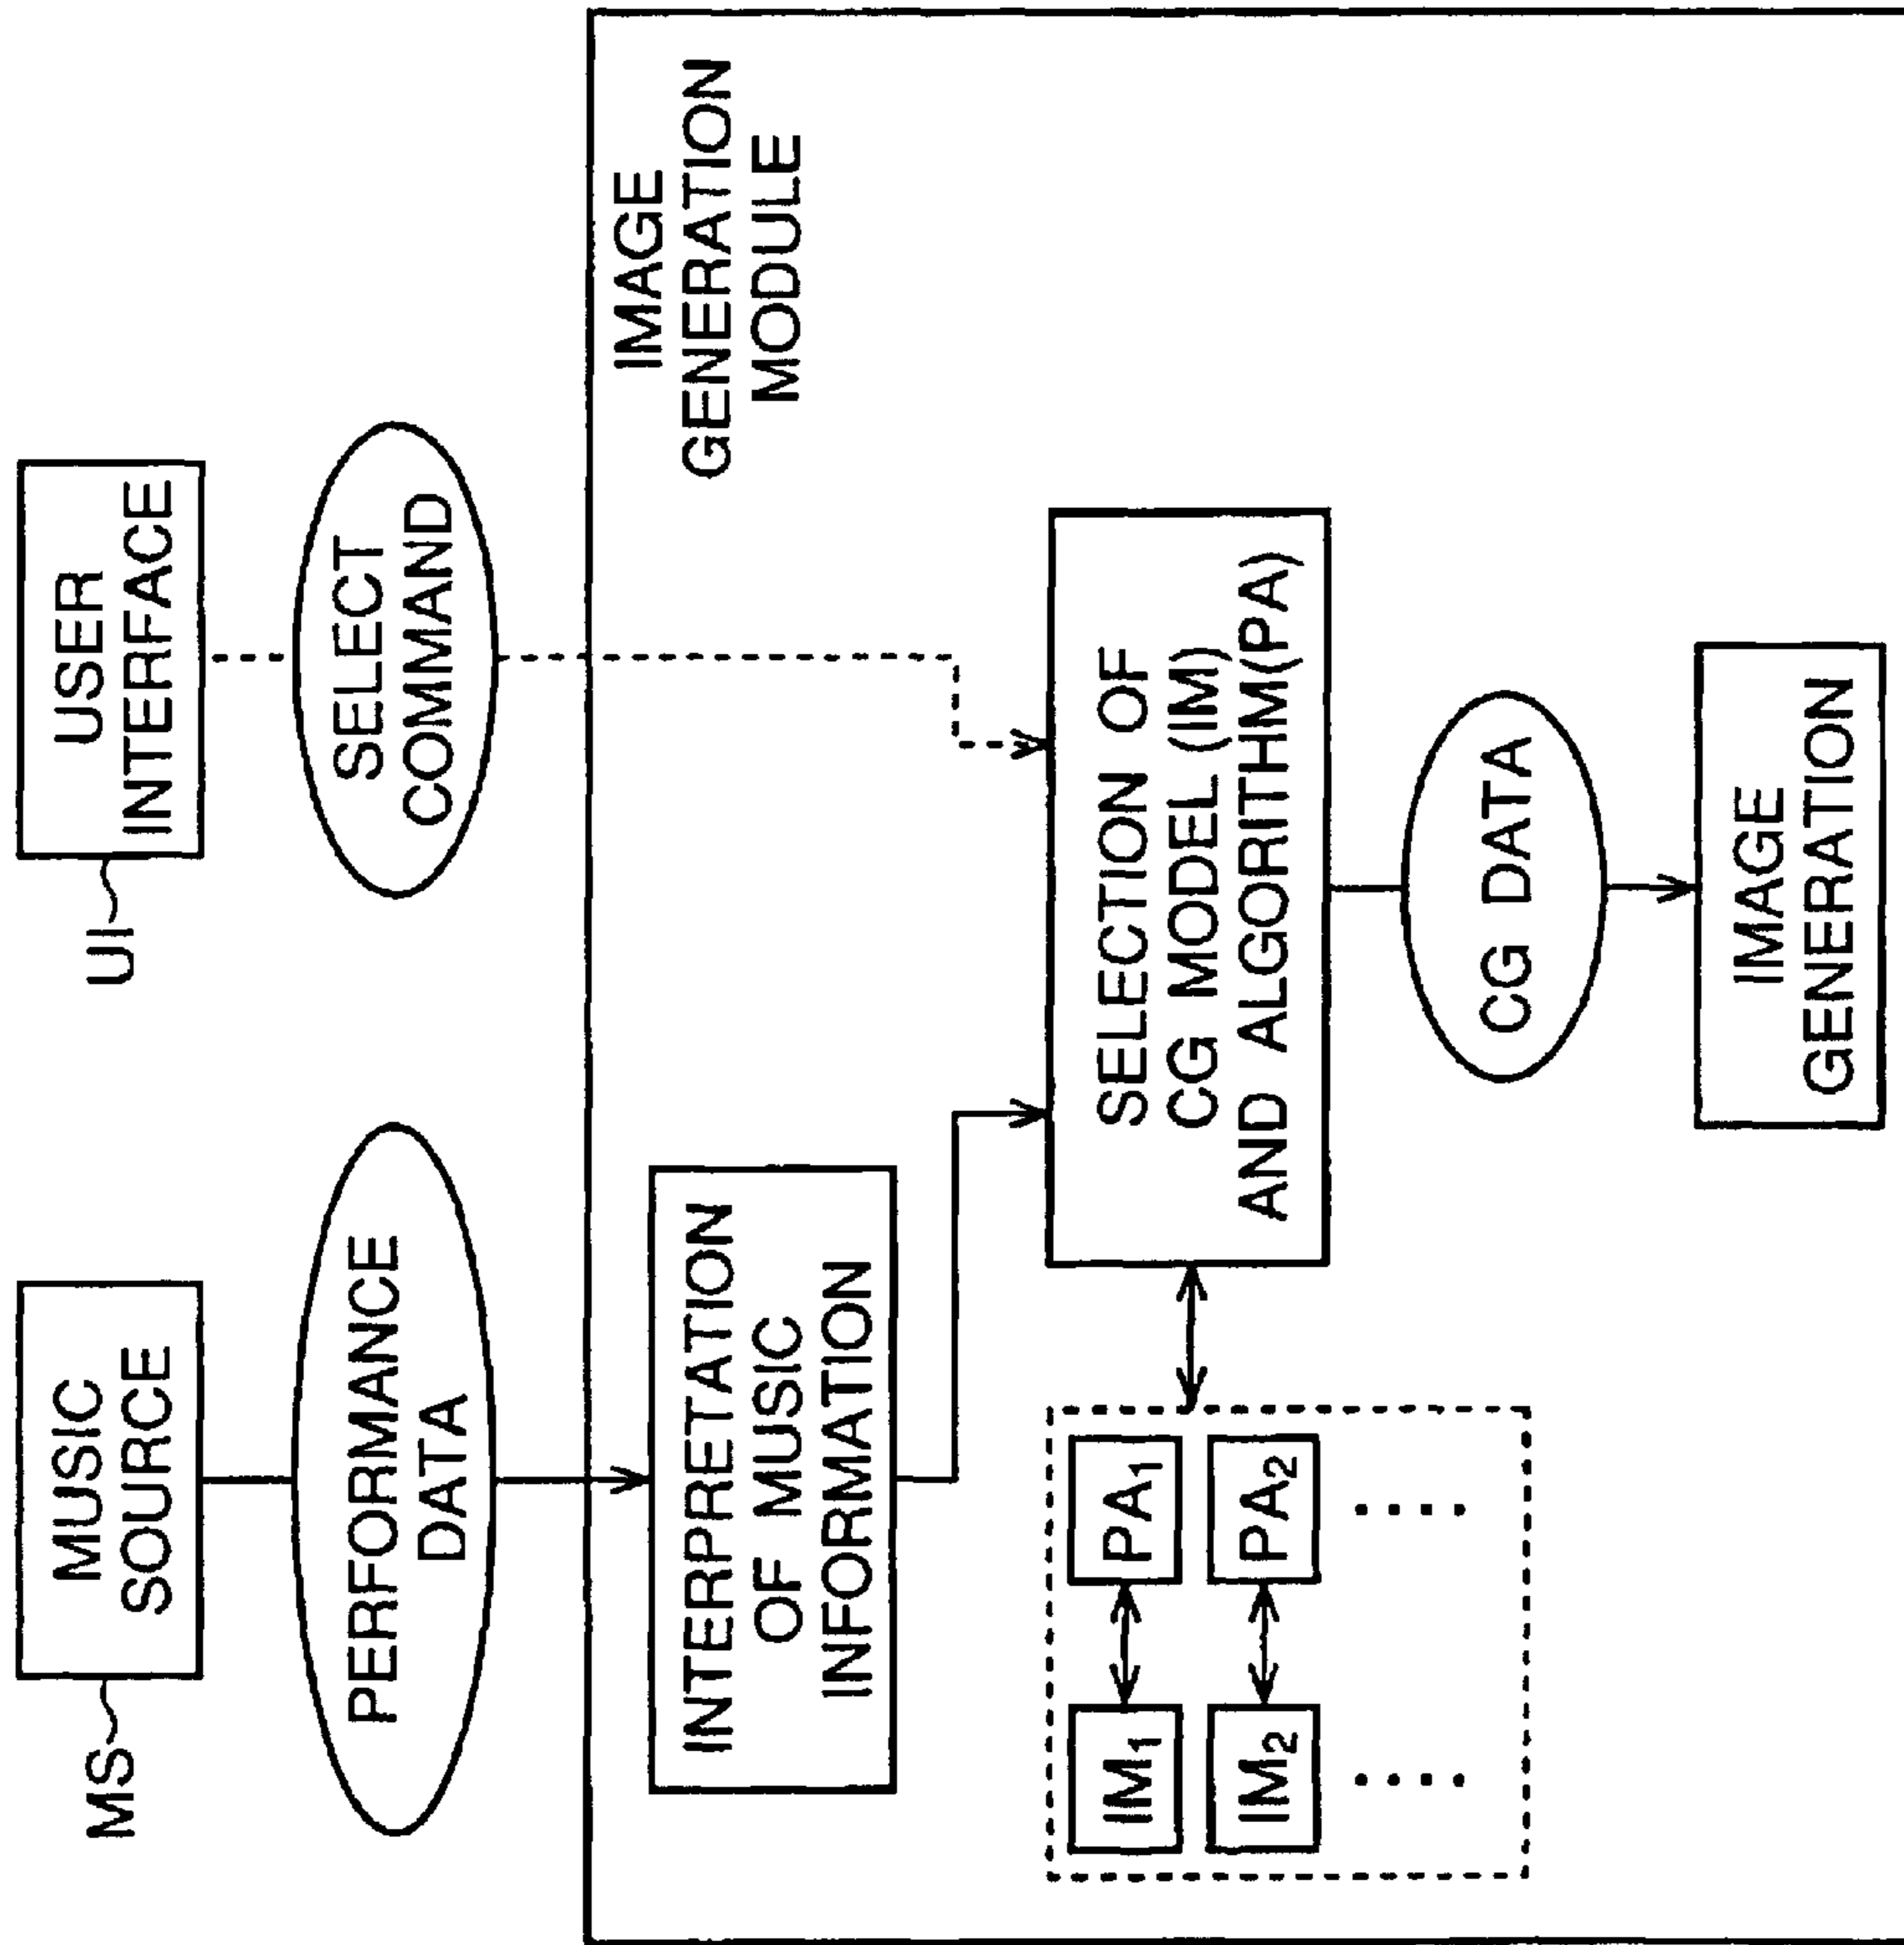 MS
MUSIC
SOURCE
UI
USER
INTERFACE
PERFORMANCE
DATA
SELECT
COMMAND
IMAGE
GENERATION
MODULE
INTERPRETATION
OF MUSIC
INFORMATION
SELECTION OF
CG MODEL (IM)
AND ALGORITHM(PA)
IM₁
PA₁
IM₂
PA₂
....
....
CG DATA
IMAGE
GENERATION